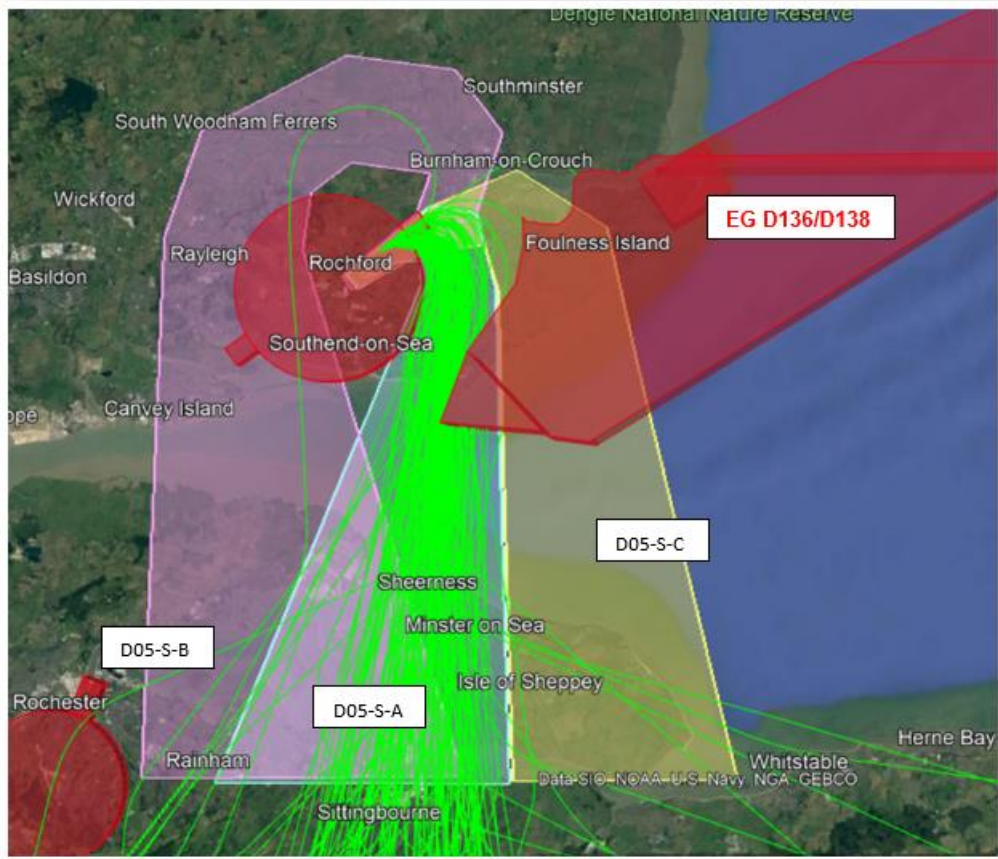 Dengie National Nature Reserve
Southminster
South Woodham Ferrers
Burnham-on-Crouch
Wickford
EG D136/D138
Foulness Island
Rayleigh
Rochford
Basildon
Southend-on-Sea
Canvey Island
ope
D05-S-C
Sheerness
Minster on Sea
D05-S-B
Isle of Sheppey
Rochester
D05-S-A
Herne Bay
Rainham
Whitstable
Data SIO, NOAA, U.S. Navy, NGA, GEBCO
Sittingbourne